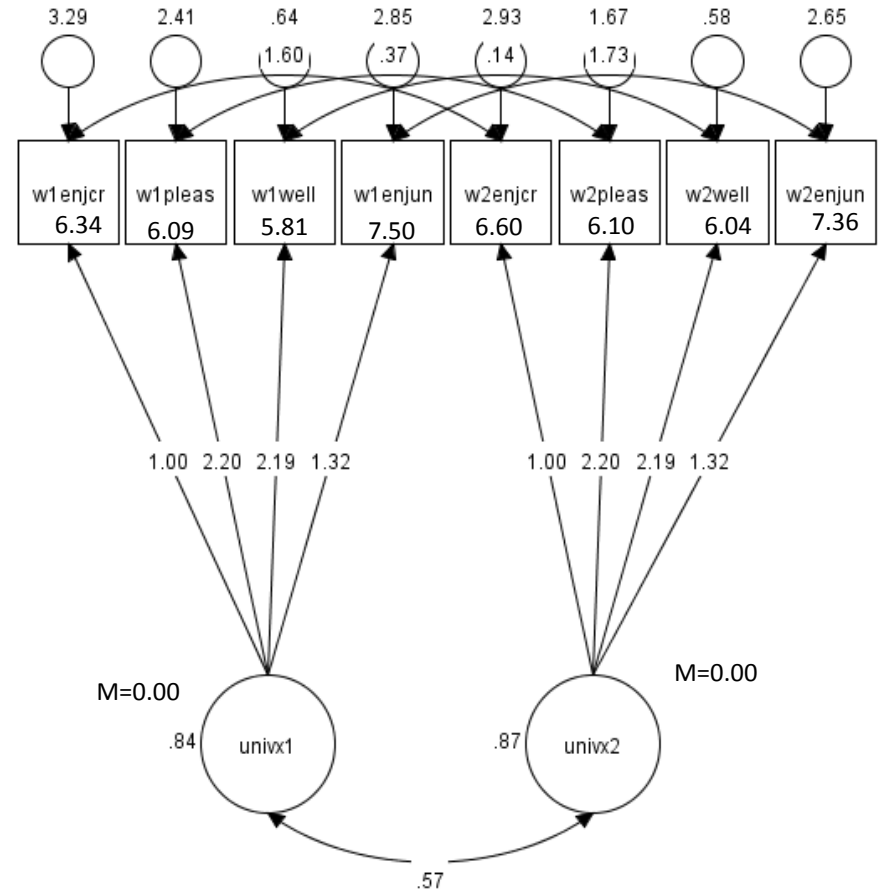 3.29 2.41 .64 2.85 2.93 1.67 .58 2.65
1.60 .37 .14 1.73
w1enjcr w1pleas w1well w1enjun w2enjcr w2pleas w2well w2enjun
6.34 6.09 5.81 7.50 6.60 6.10 6.04 7.36
1.00 2.20 2.19 1.32 1.00 2.20 2.19 1.32
M=0.00 M=0.00
.84 univx1 .87 univx2
.57